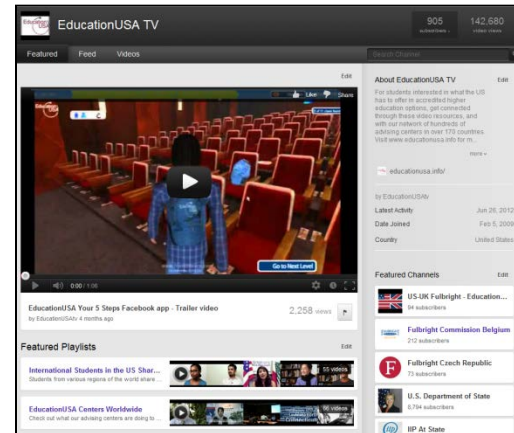 EducationUSA TV
905
subscribers
142,680
video views
Featured Feed Videos
Search Channel
Edit
Like
Share
Go to Next Level
0:00 / 1:06
EducationUSA Your 5 Steps Facebook app - Trailer video
by EducationUSAtv 4 months ago
2,258 views
Featured Playlists
Edit
International Students in the US Shar...
Students from various regions of the world share ...
55 videos
EducationUSA Centers Worldwide
Check out what our advising centers are doing to ...
56 videos
About EducationUSA TV
Edit
For students interested in what the US
has to offer in accredited higher
education options, get connected
through these video resources, and
with our network of hundreds of
advising centers in over 170 countries.
Visit www.educationusa.info for m...
more
educationusa.info/
by EducationUSAtv
Latest Activity Jun 28, 2012
Date Joined Feb 5, 2009
Country United States
Featured Channels
Edit
US-UK Fulbright - Education...
94 subscribers
Fulbright Commission Belgium
212 subscribers
Fulbright Czech Republic
73 subscribers
U.S. Department of State
8,794 subscribers
IIP At State